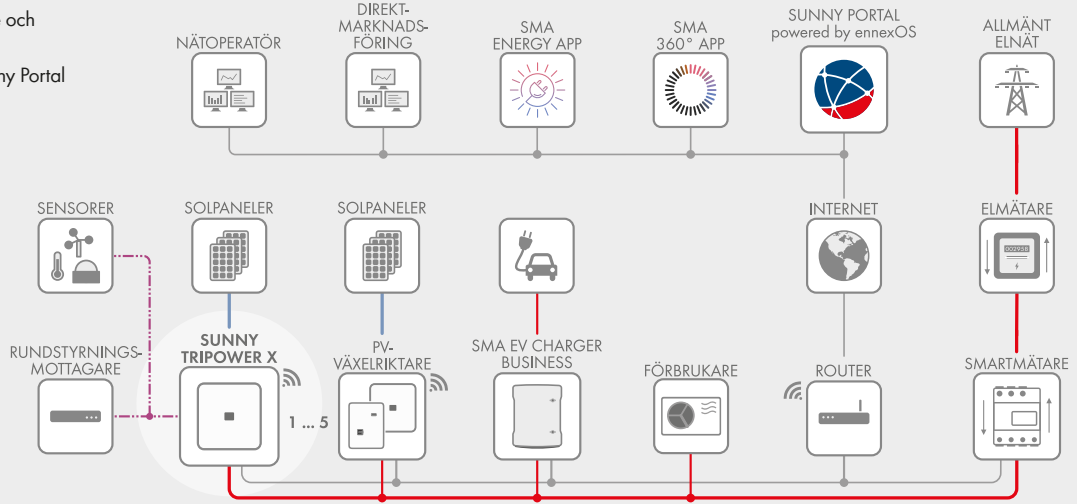 och
ny Portal
NÄTOPERATÖR
DIREKT-
MARKNADS-
FÖRING
SMA
ENERGY APP
SMA
360° APP
SUNNY PORTAL
powered by ennexOS
ALLMÄNT
ELNÄT
SENSORER
SOLPANELER
SOLPANELER
INTERNET
ELMÄTARE
RUNDSTYRNINGS-
MOTTAGARE
SUNNY
TRIPOWER X
1 ... 5
PV-
VÄXELRIKTARE
SMA EV CHARGER
BUSINESS
FÖRBRUKARE
ROUTER
SMARTMÄTARE